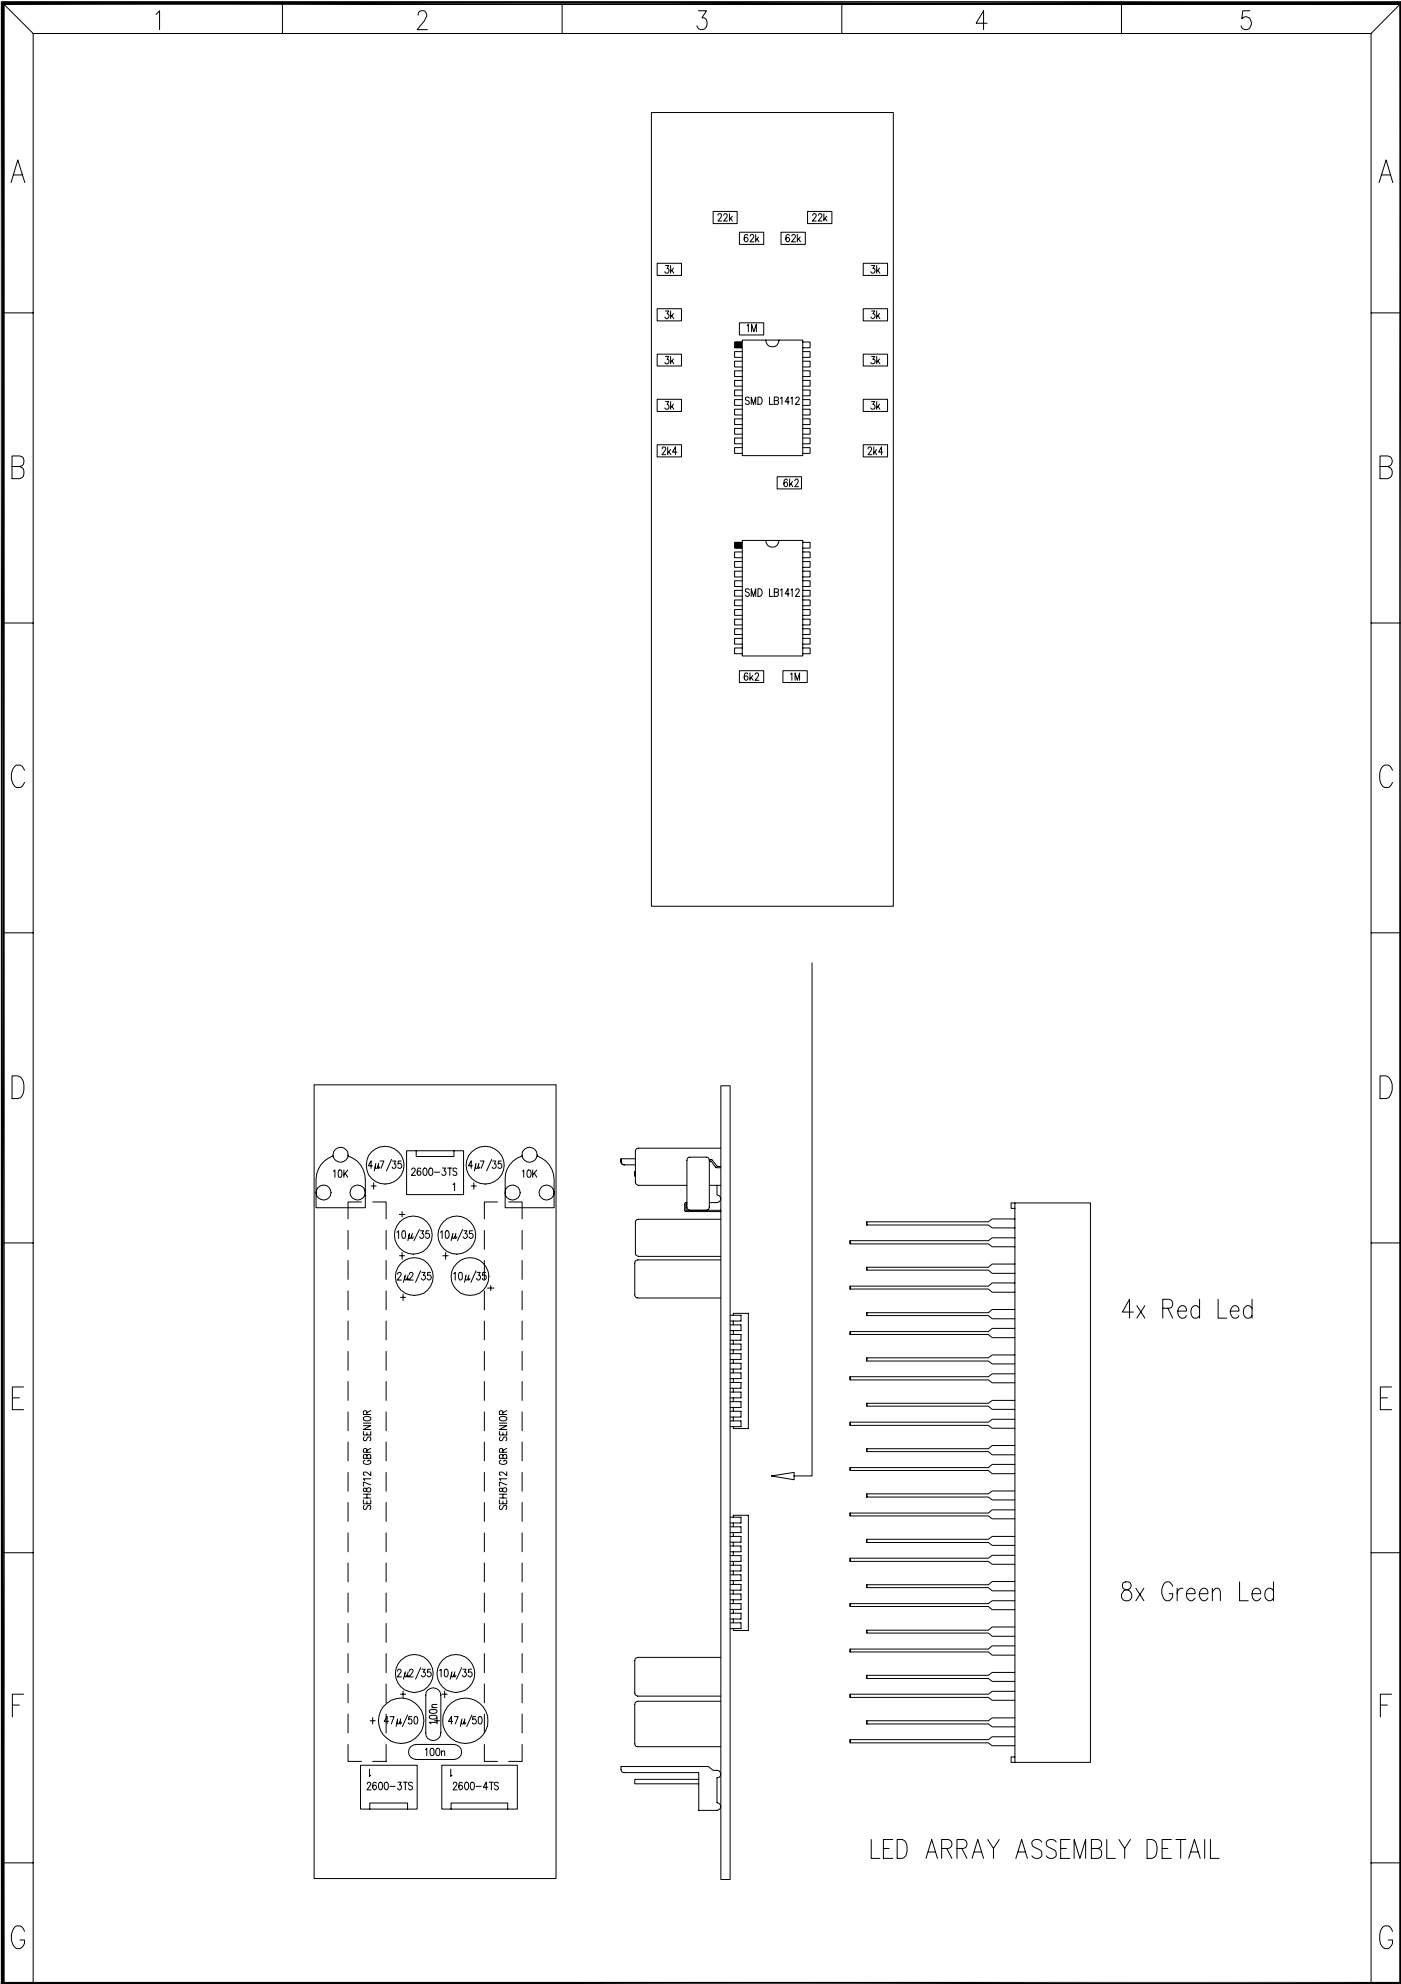 1 2 3 4 5
A A
22k 22k
62k 62k
3k 3k
3k 3k
1M
3k 3k
SMD LB1412
3k 3k
2k4 2k4
B B
6k2
SMD LB1412
6k2 1M
C C
D D
10K 4µ7/35 2600-3TS 4µ7/35 10K
+ 1 +
+
10µ/35 10µ/35
+ +
2µ2/35 10µ/35
+ +
4x Red Led
E E
SEH8712 GBR SENIOR SEH8712 GBR SENIOR
8x Green Led
2µ2/35 10µ/35
+ +
F F
+ 47µ/50 100n + 47µ/50
100n
1 1
2600-3TS 2600-4TS
LED ARRAY ASSEMBLY DETAIL
G G